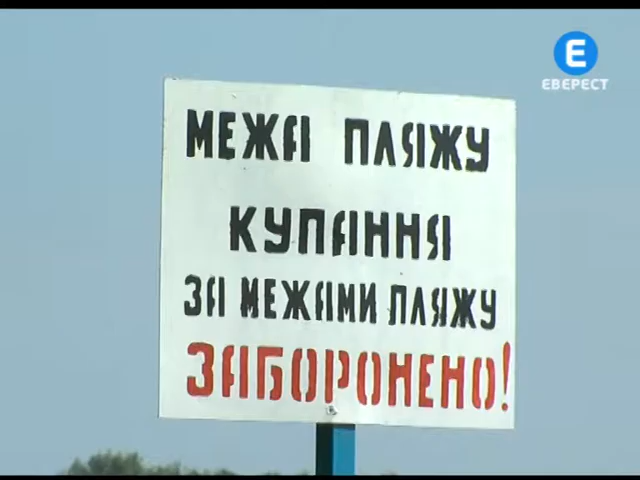 Е
ЕВЕРЕСТ
МЕЖА ПЛЯЖУ
КУПАННЯ
ЗА МЕЖАМИ ПЛЯЖУ
ЗАБОРОНЕНО!